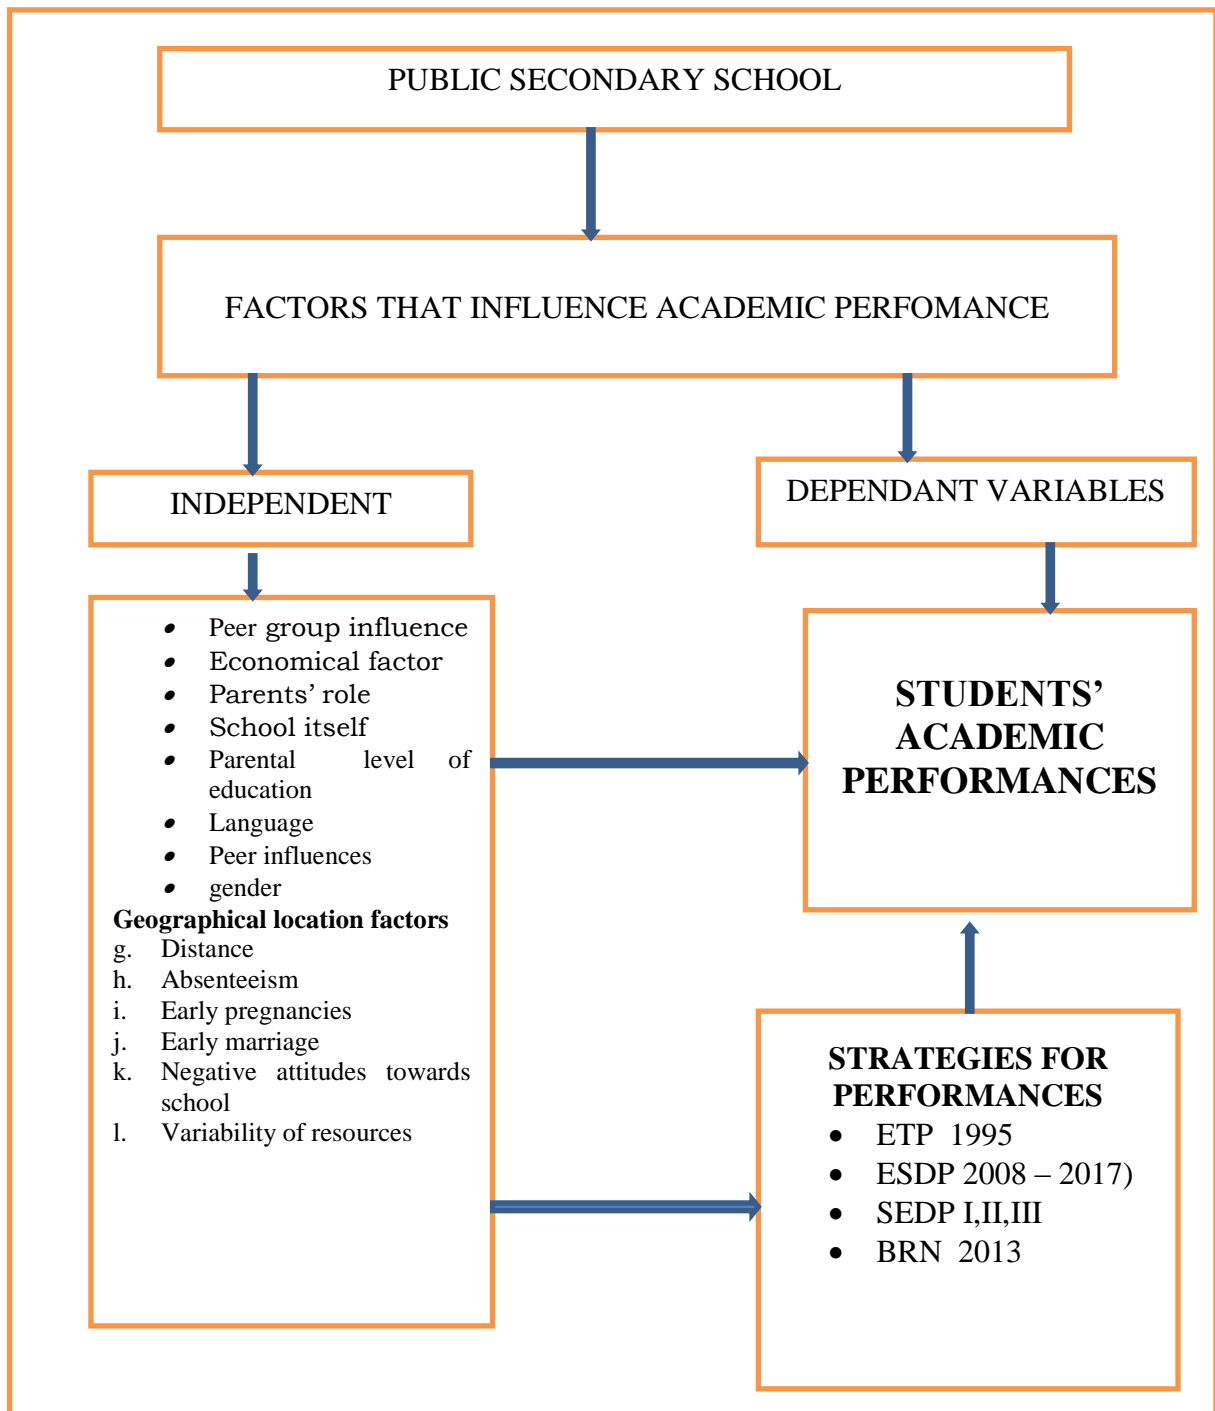 PUBLIC SECONDARY SCHOOL
FACTORS THAT INFLUENCE ACADEMIC PERFOMANCE
INDEPENDENT
DEPENDANT VARIABLES
• Peer group influence
• Economical factor
• Parents’ role
• School itself
• Parental level of
education
• Language
• Peer influences
• gender
Geographical location factors
g. Distance
h. Absenteeism
i. Early pregnancies
j. Early marriage
k. Negative attitudes towards
school
l. Variability of resources
STUDENTS’
ACADEMIC
PERFORMANCES
STRATEGIES FOR
PERFORMANCES
• ETP 1995
• ESDP 2008 – 2017)
• SEDP I,II,III
• BRN 2013